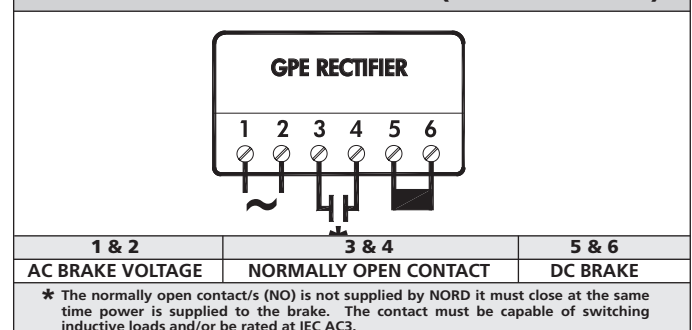 GPE RECTIFIER
1 2 3 4 5 6
~
*
1 & 2 3 & 4 5 & 6
AC BRAKE VOLTAGE NORMALLY OPEN CONTACT DC BRAKE
* The normally open contact/s (NO) is not supplied by NORD it must close at the same
time power is supplied to the brake. The contact must be capable of switching
inductive loads and/or be rated at IEC AC3.